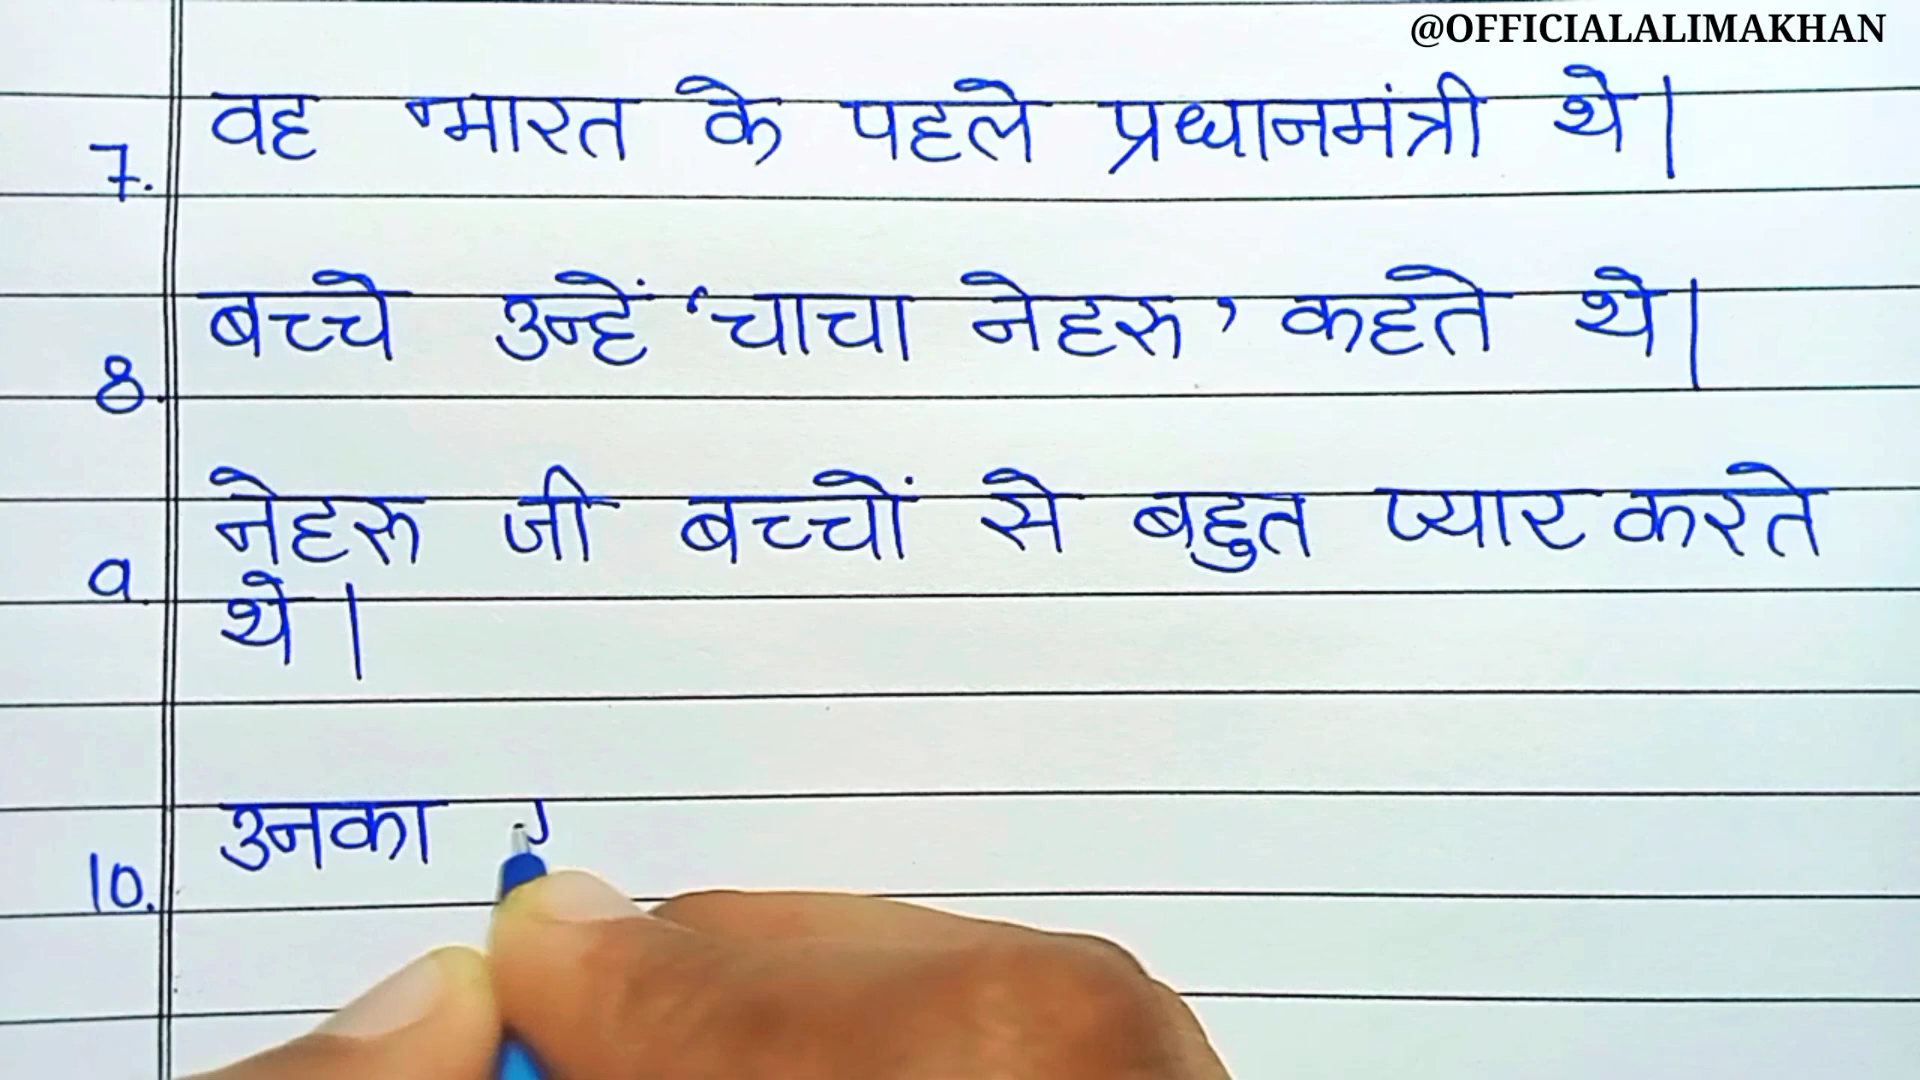 @OFFICIALALIMAKHAN
7. वह भारत के पहले प्रधानमंत्री थे|
8. बच्चे उन्हें ‘चाचा नेहरु’ कहते थे|
9. नेहरु जी बच्चों से बहुत प्यार करते
थे|
10. उनका